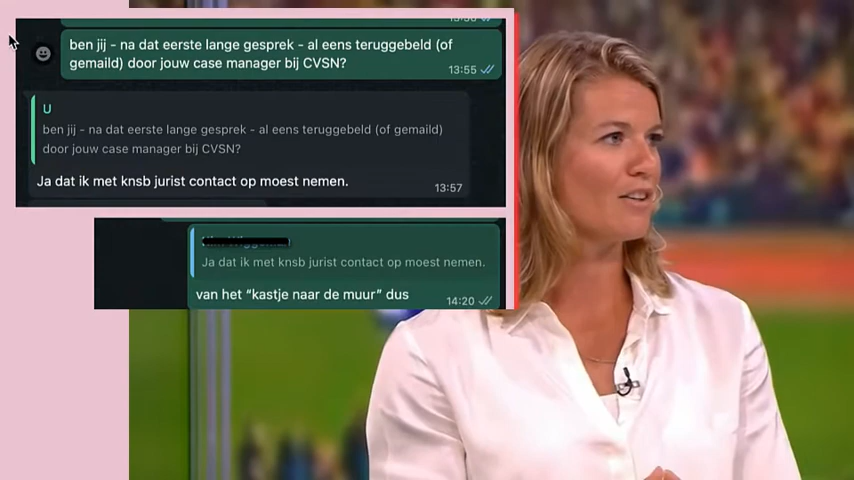 ben jij - na dat eerste lange gesprek - al eens teruggebeld (of
gemaild) door jouw case manager bij CVSN?
13:55
U
ben jij - na dat eerste lange gesprek - al eens teruggebeld (of gemaild)
door jouw case manager bij CVSN?
Ja dat ik met knsb jurist contact op moest nemen.
13:57
Ja dat ik met knsb jurist contact op moest nemen.
van het “kastje naar de muur” dus
14:20